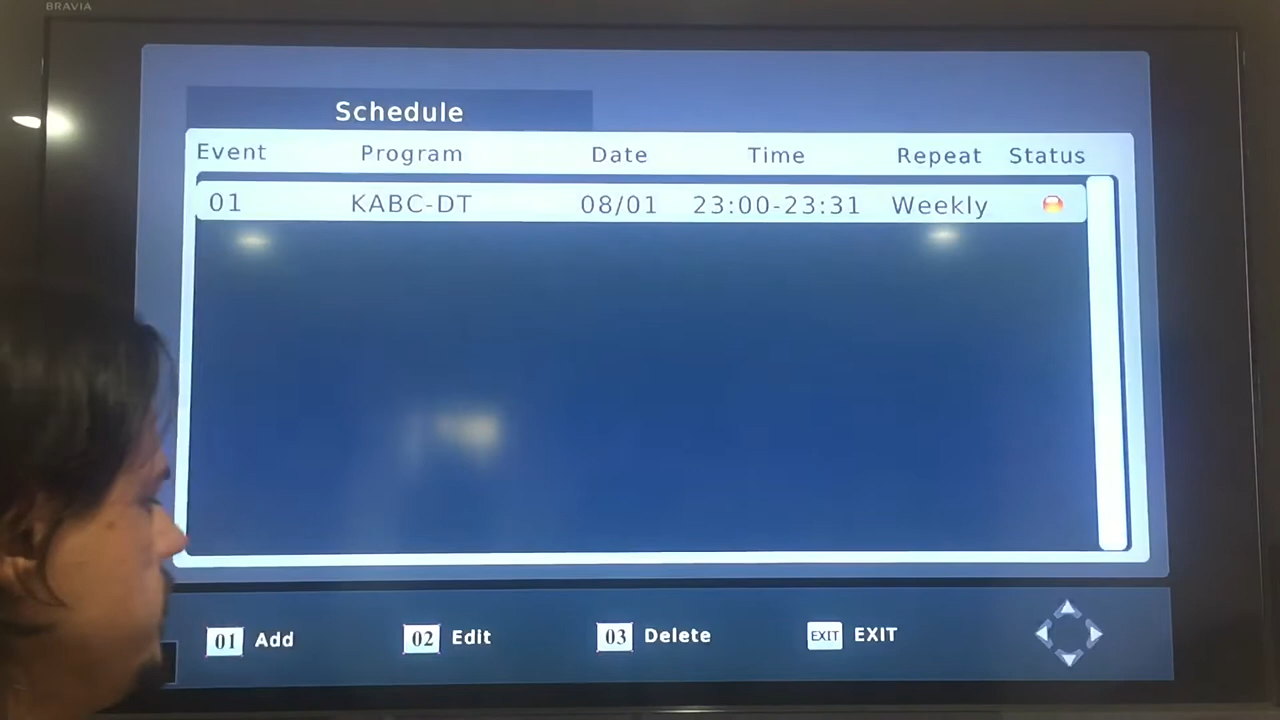 BRAVIA
Schedule
Event Program Date Time Repeat Status
01 KABC-DT 08/01 23:00-23:31 Weekly
01 Add 02 Edit 03 Delete EXIT EXIT